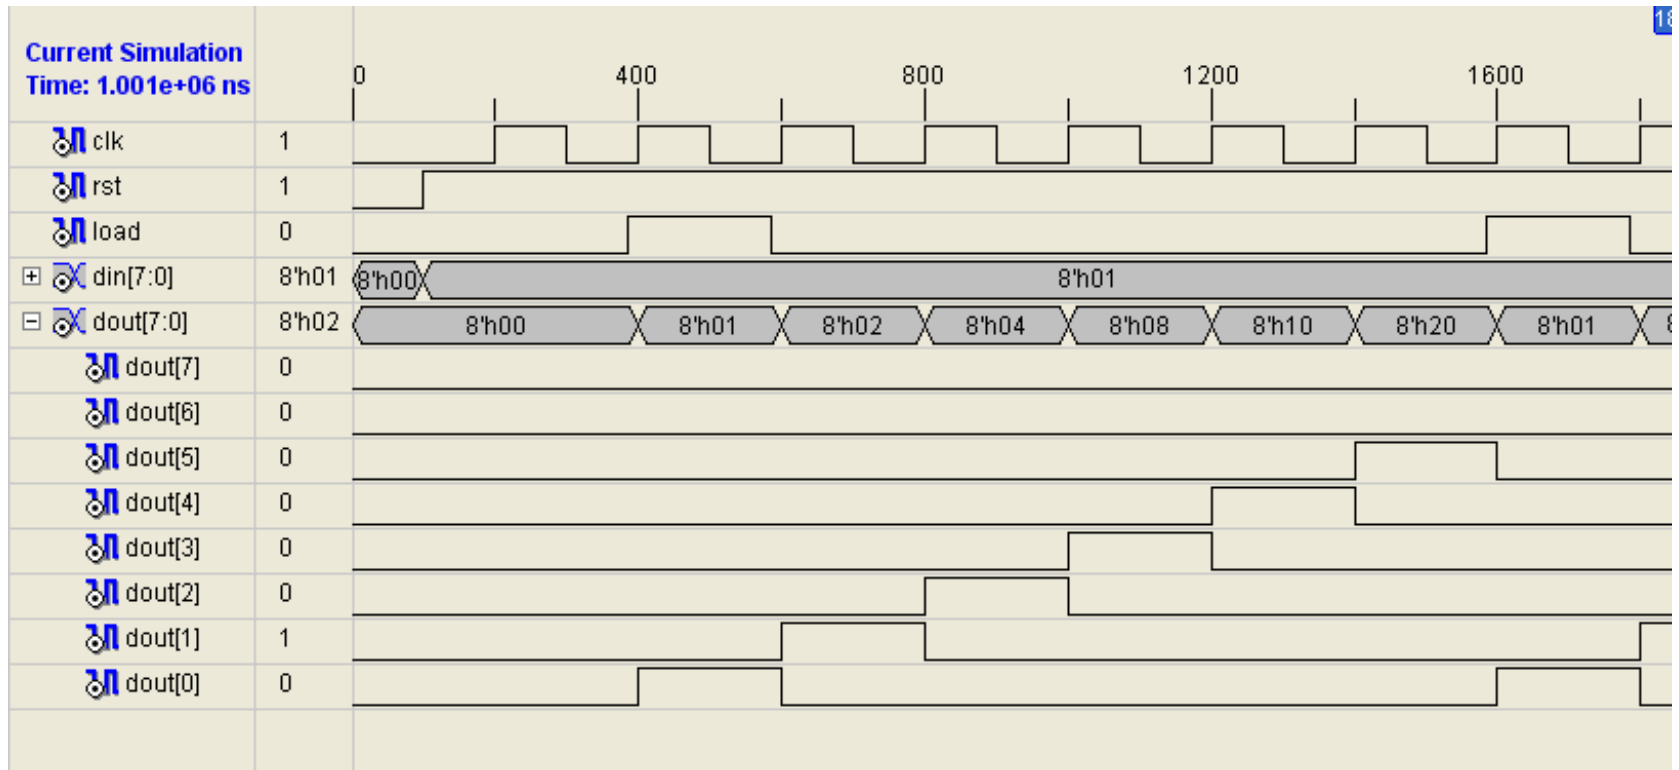 18
Current Simulation
Time: 1.001e+06 ns
0 400 800 1200 1600
clk 1
rst 1
load 0
din[7:0] 8'h01 8'h00 8'h01
dout[7:0] 8'h02 8'h00 8'h01 8'h02 8'h04 8'h08 8'h10 8'h20 8'h01
dout[7] 0
dout[6] 0
dout[5] 0
dout[4] 0
dout[3] 0
dout[2] 0
dout[1] 1
dout[0] 0